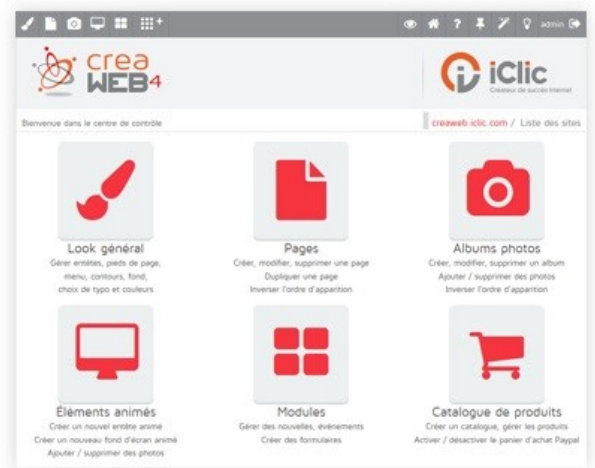 admin
crea
WEB4
iClic
Créateur de succès Internet
Bienvenue dans le centre de contrôle
creaweb.iclic.com / Liste des sites
Look général
Gérer entêtes, pieds de page,
menu, contours, fond,
choix de typo et couleurs
Pages
Créer, modifier, supprimer une page
Dupliquer une page
Inverser l'ordre d'apparition
Albums photos
Créer, modifier, supprimer un album
Ajouter / supprimer des photos
Inverser l'ordre d'apparition
Éléments animés
Créer un nouvel entête animé
Créer un nouveau fond d'écran animé
Ajouter / supprimer des photos
Modules
Gérer des nouvelles, évènements
Créer des formulaires
Catalogue de produits
Créer un catalogue, gérer les produits
Activer / désactiver le panier d'achat Paypal